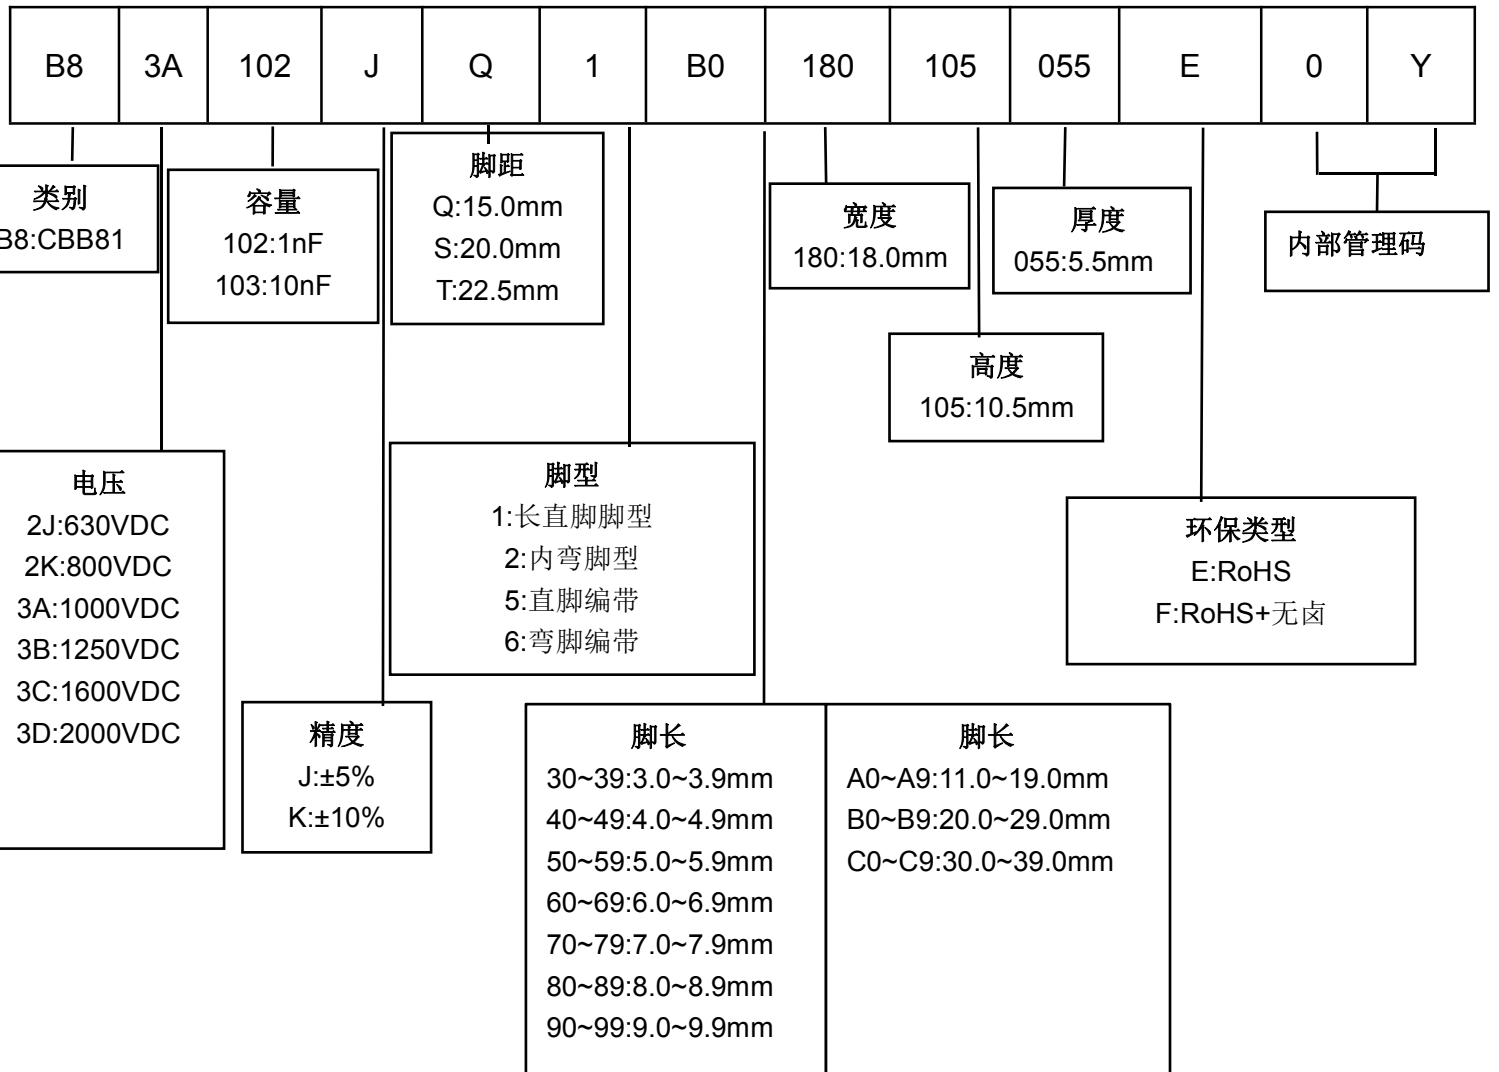 B8 3A 102 J Q 1 B0 180 105 055 E 0 Y
类别
B8:CBB81
容量
102:1nF
103:10nF
脚距
Q:15.0mm
S:20.0mm
T:22.5mm
宽度
180:18.0mm
厚度
055:5.5mm
内部管理码
高度
105:10.5mm
电压
2J:630VDC
2K:800VDC
3A:1000VDC
3B:1250VDC
3C:1600VDC
3D:2000VDC
脚型
1:长直脚脚型
2:内弯脚型
5:直脚编带
6:弯脚编带
环保类型
E:RoHS
F:RoHS+无卤
精度
J:±5%
K:±10%
脚长
30~39:3.0~3.9mm
40~49:4.0~4.9mm
50~59:5.0~5.9mm
60~69:6.0~6.9mm
70~79:7.0~7.9mm
80~89:8.0~8.9mm
90~99:9.0~9.9mm
脚长
A0~A9:11.0~19.0mm
B0~B9:20.0~29.0mm
C0~C9:30.0~39.0mm